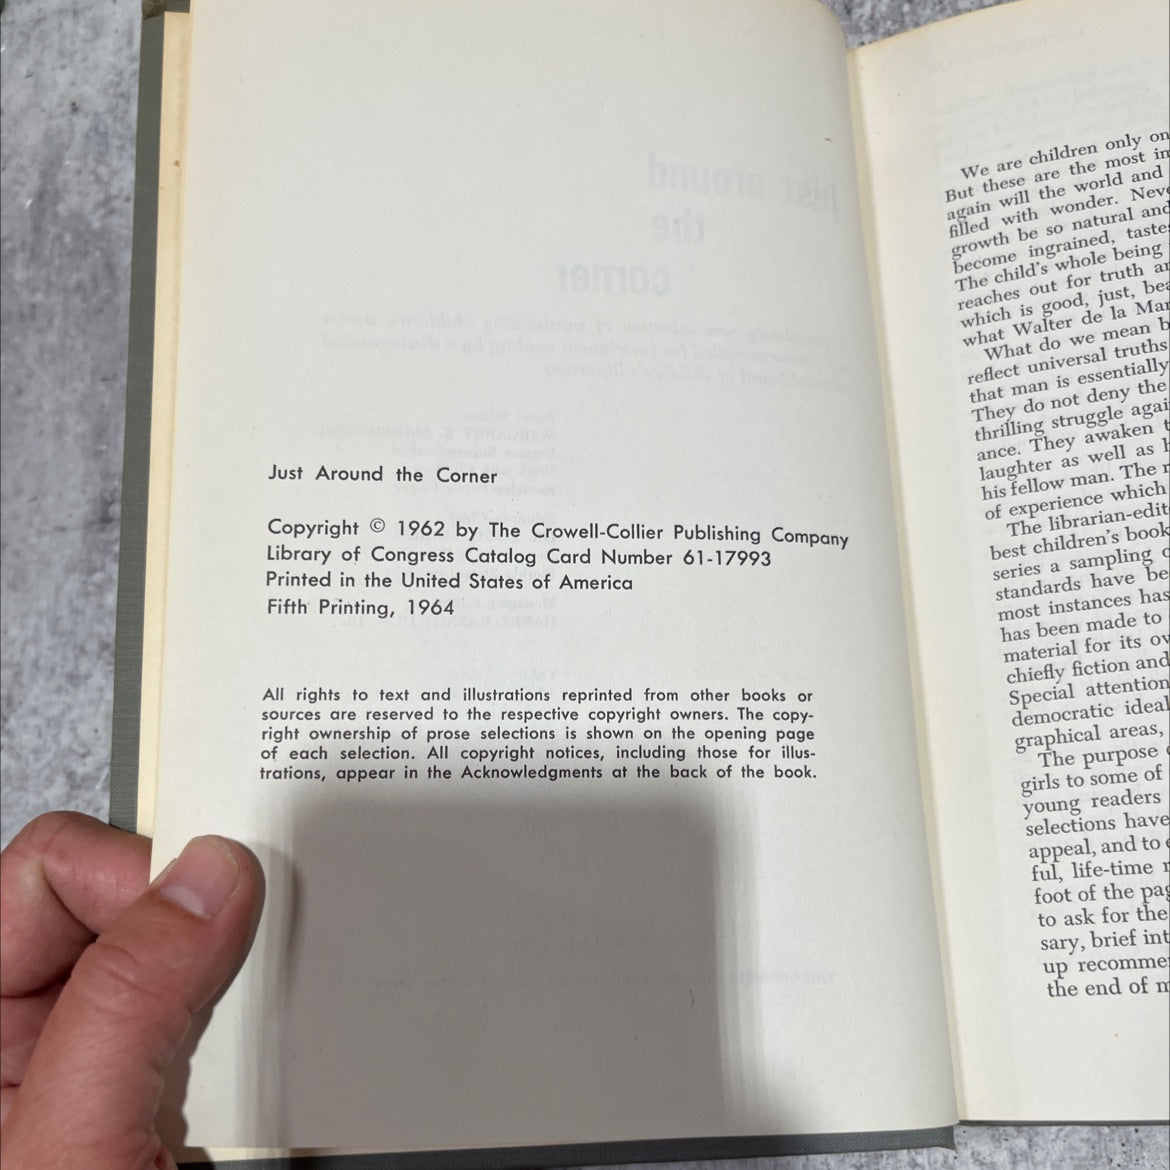 Just Around the Corner
Copyright © 1962 by The Crowell-Collier Publishing Company
Library of Congress Catalog Card Number 61-17993
Printed in the United States of America
Fifth Printing, 1964
All rights to text and illustrations reprinted from other books or
sources are reserved to the respective copyright owners. The copy-
right ownership of prose selections is shown on the opening page
of each selection. All copyright notices, including those for illus-
trations, appear in the Acknowledgments at the back of the book.
We are children only on
But these are the most in
again will the world and
filled with wonder. Neve
growth be so natural and
become ingrained, taste
The child's whole being
reaches out for truth an
which is good, just, bea
what Walter de la Mar
What do we mean b
reflect universal truths
that man is essentially
They do not deny the
thrilling struggle agai
ance. They awaken t
laughter as well as h
his fellow man. The r
of experience which
The librarian-edit
best children's book
series a sampling o
standards have be
most instances has
has been made to
material for its ov
chiefly fiction and
Special attention
democratic ideal
graphical areas,
The purpose o
girls to some of
young readers
selections have
appeal, and to e
ful, life-time r
foot of the pag
to ask for the
sary, brief int
up recomme
the end of m